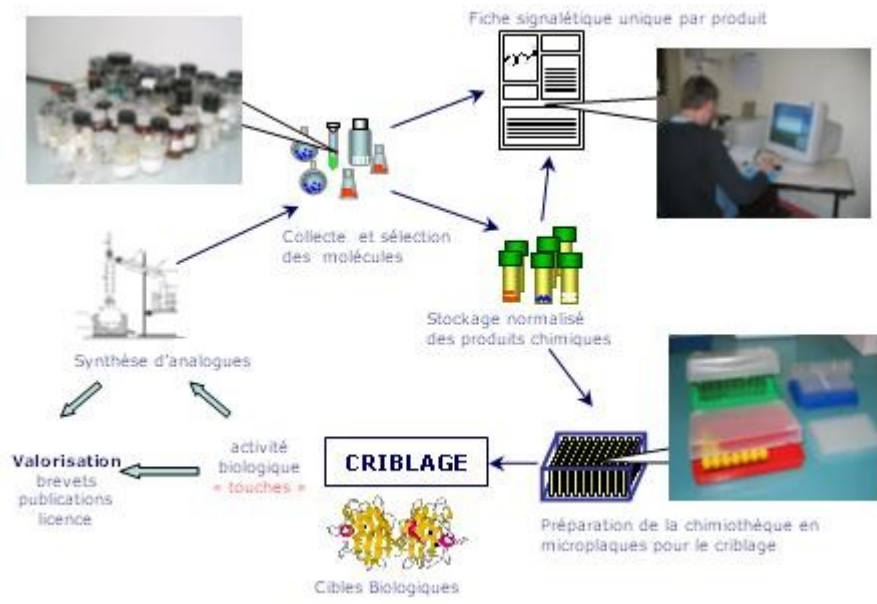 Fiche signalétique unique par produit
Collecte et sélection
des molécules
Stockage normalisé
des produits chimiques
Synthèse d'analogues
Valorisation
brevets
publications
licence
activité
biologique
« touches »
CRIBLAGE
Cibles Biologiques
Préparation de la chimiothèque en
microplaques pour le criblage